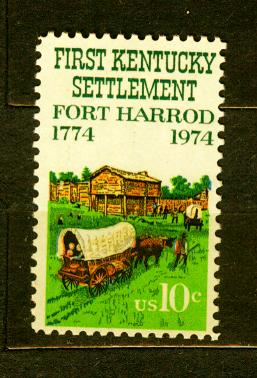 FIRST KENTUCKY
SETTLEMENT
FORT HARROD
1774 1974
US 10c